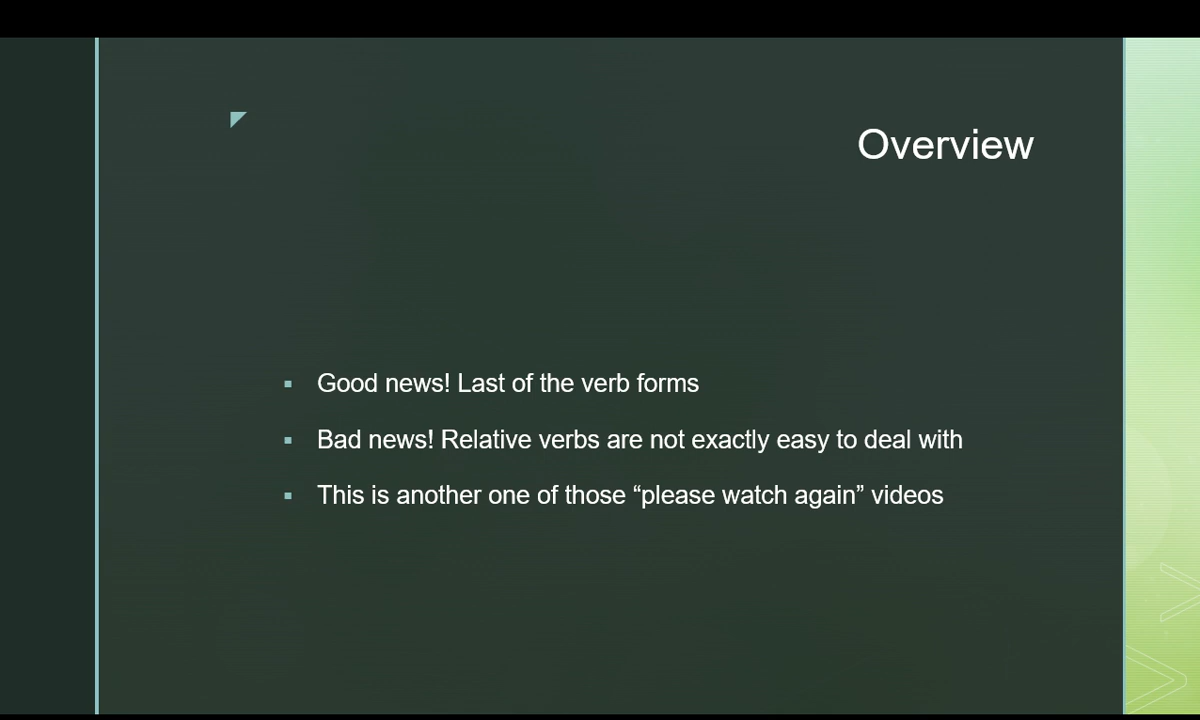 Overview
Good news! Last of the verb forms
Bad news! Relative verbs are not exactly easy to deal with
This is another one of those “please watch again” videos